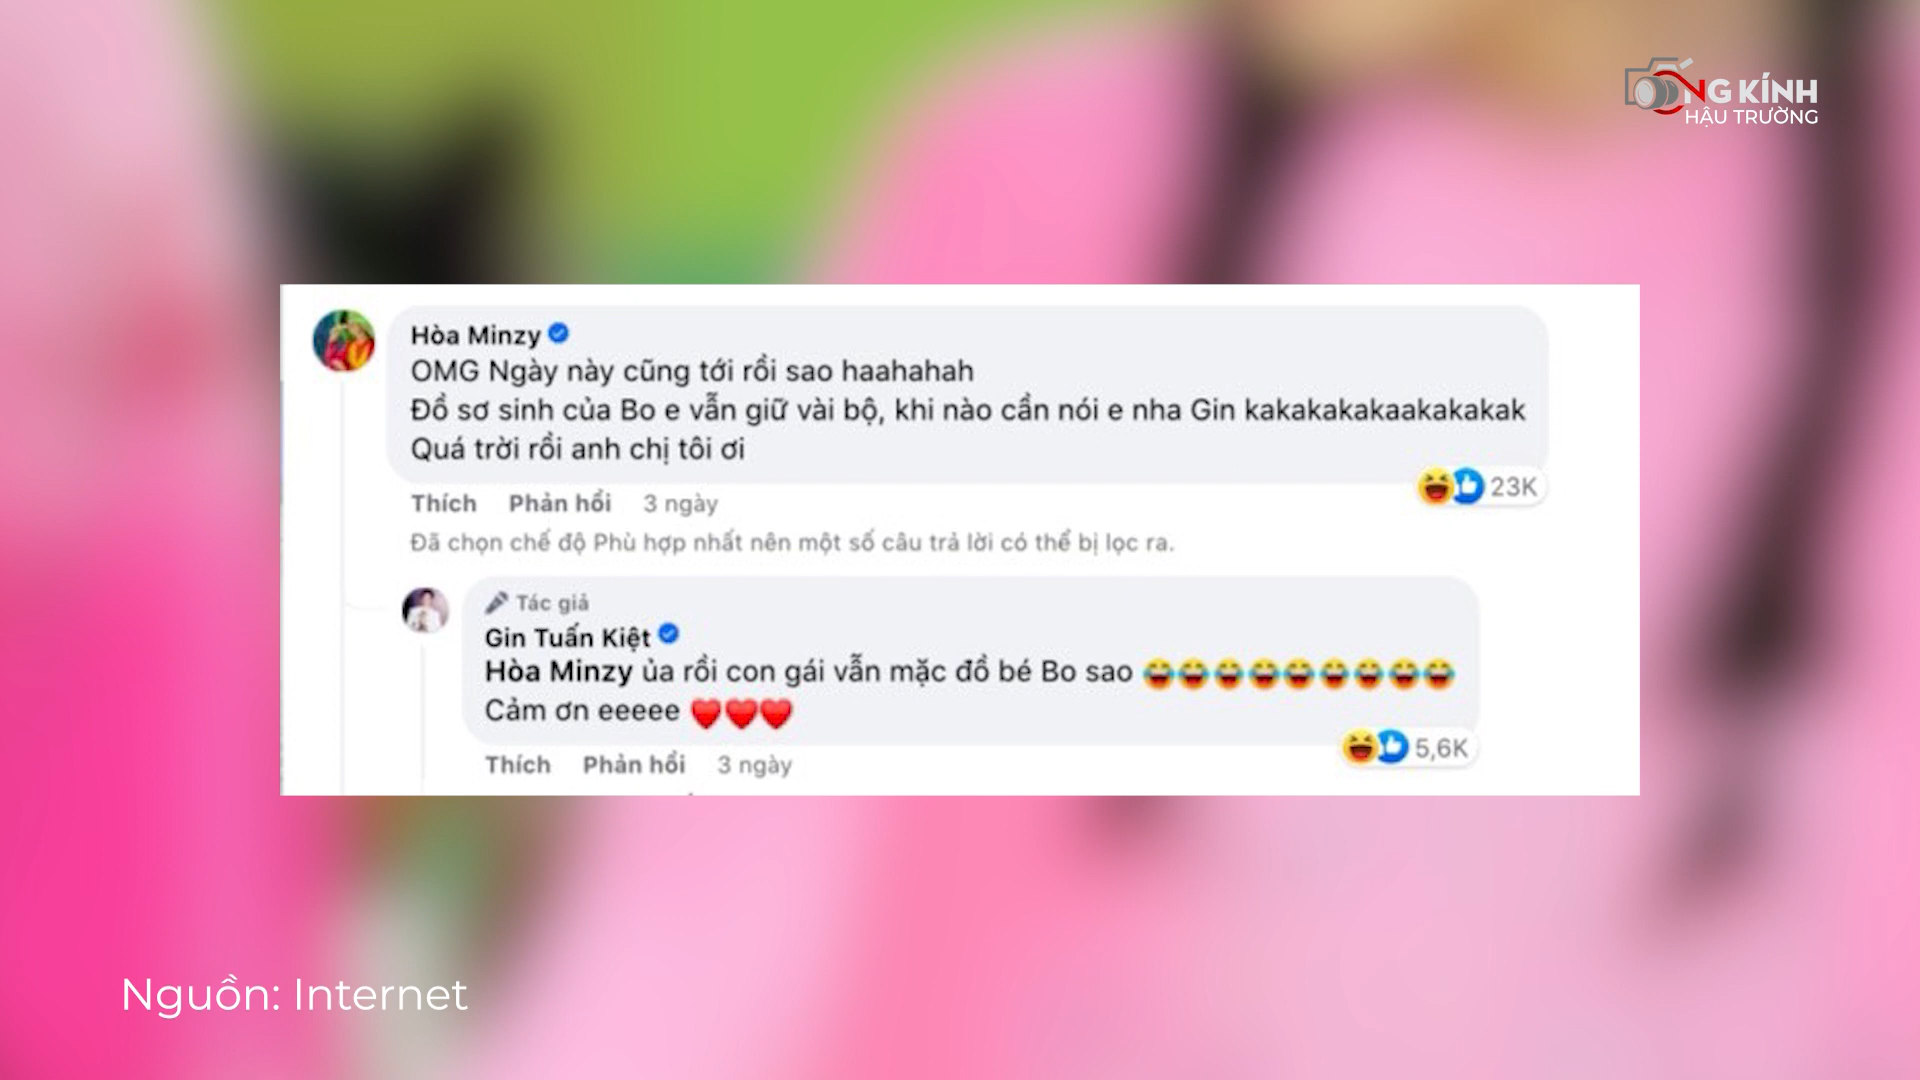 ỐNG KÍNH
HẬU TRƯỜNG
Hòa Minzy
OMG Ngày này cũng tới rồi sao haahahah
Đồ sơ sinh của Bo e vẫn giữ vài bộ, khi nào cần nói e nha Gin kakakakakaakakakak
Quá trời rồi anh chị tôi ơi
23K
Thích Phản hồi 3 ngày
Đã chọn chế độ Phù hợp nhất nên một số câu trả lời có thể bị lọc ra.
Tác giả
Gin Tuấn Kiệt
Hòa Minzy ủa rồi con gái vẫn mặc đồ bé Bo sao 😂😂😂😂😂😂😂😂😂
Cảm ơn eeeee ❤️❤️❤️
5,6K
Thích Phản hồi 3 ngày
Nguồn: Internet